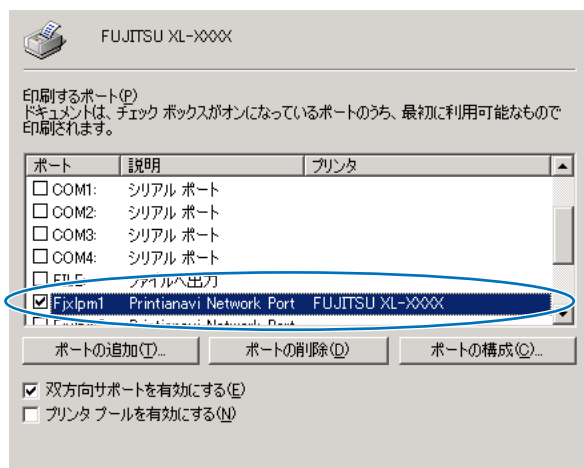 FUJITSU XL-XXXX
印刷するポート(P)
ドキュメントは、チェック ボックスがオンになっているポートのうち、最初に利用可能なもので
印刷されます。
ポート 説明 プリンタ
COM1: シリアル ポート
COM2: シリアル ポート
COM3: シリアル ポート
COM4: シリアル ポート
FILE: ファイルへ出力
Fjxlpm1 Printianavi Network Port FUJITSU XL-XXXX
Printianavi Network Port
ポートの追加(T)... ポートの削除(D) ポートの構成(C)...
双方向サポートを有効にする(E)
プリンタ プールを有効にする(N)